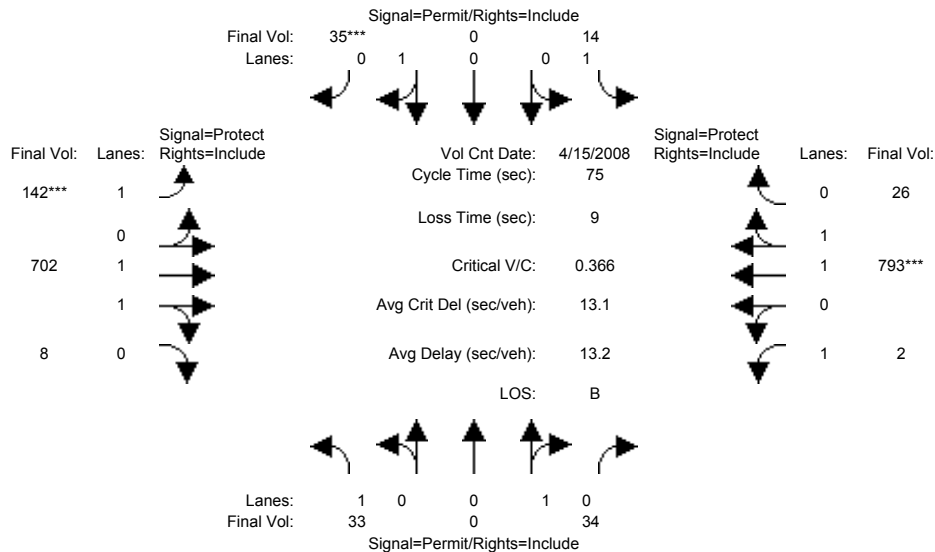 Signal=Permit/Rights=Include
Final Vol: 35*** 0 14
Lanes: 0 1 0 0 1
Signal=Protect
Final Vol: Lanes: Rights=Include
Vol Cnt Date: 4/15/2008
Signal=Protect
Rights=Include Lanes: Final Vol:
Cycle Time (sec): 75
142*** 1
0 26
Loss Time (sec): 9
0
1
702 1
Critical V/C: 0.366
1 793***
1
Avg Crit Del (sec/veh): 13.1
0
8 0
Avg Delay (sec/veh): 13.2
1 2
LOS: B
Lanes: 1 0 0 1 0
Final Vol: 33 0 34
Signal=Permit/Rights=Include